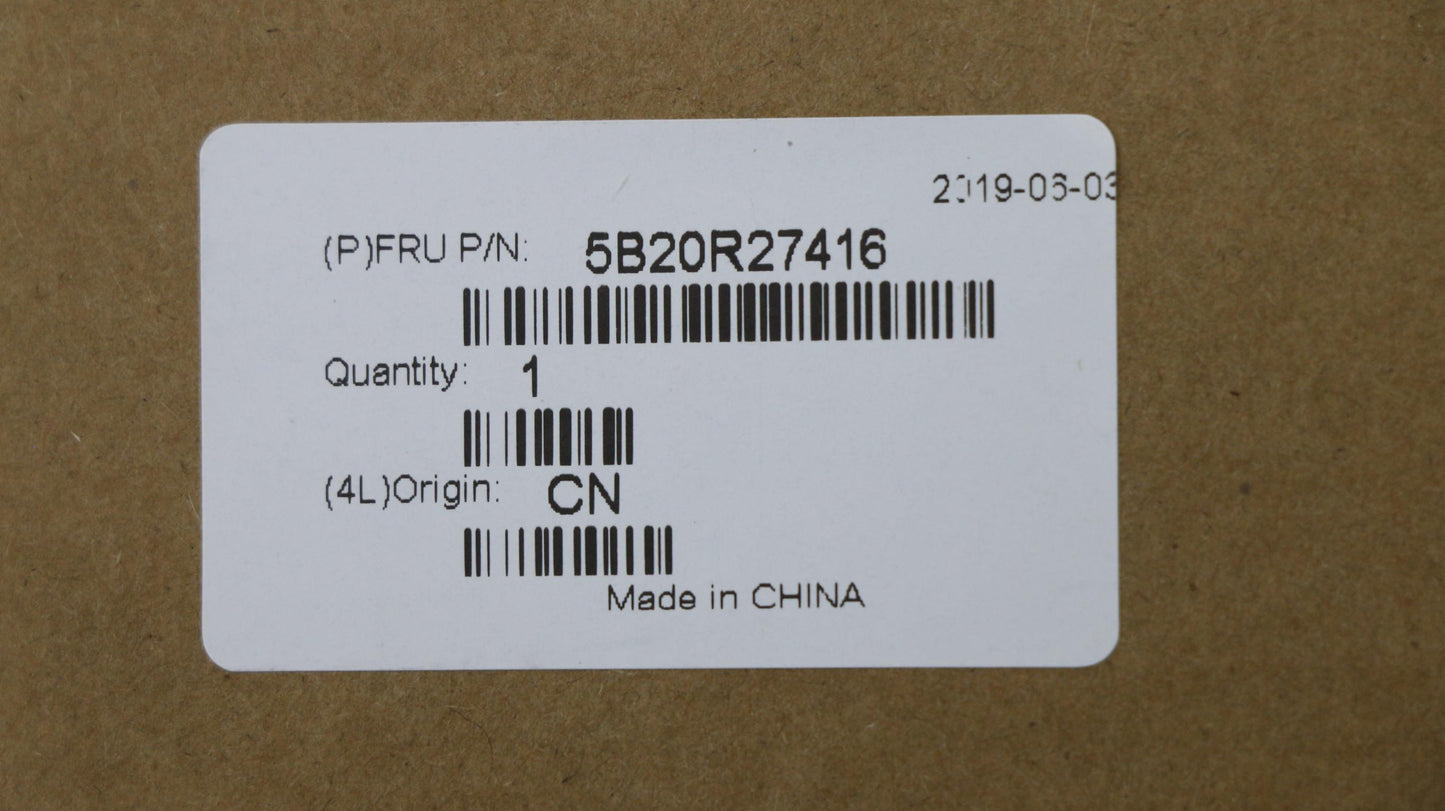 2019-06-03
(P)FRU P/N: 5B20R27416
Quantity: 1
(4L)Origin: CN
Made in CHINA